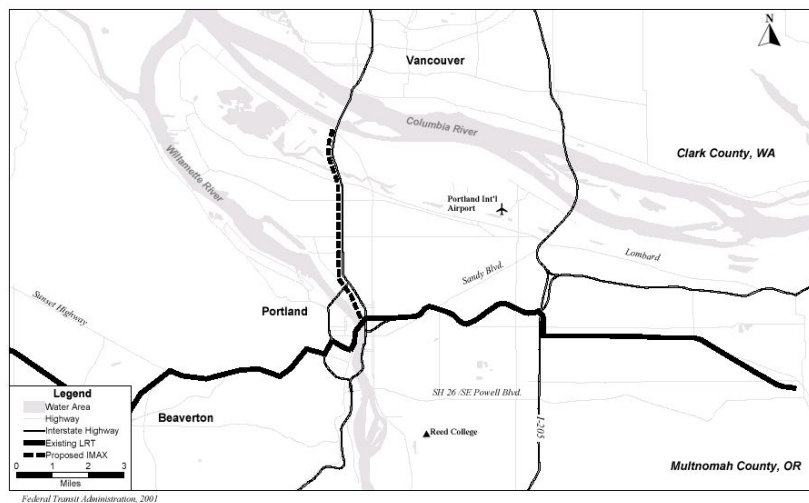 N
Vancouver
Columbia River
Clark County, WA
Willamette River
Portland Int'l
Airport
Lombard
Sandy Blvd.
Sunset Highway
Portland
Legend
Water Area
Highway
Interstate Highway
Existing LRT
Proposed IMAX
0 1 2 3
Miles
Beaverton
SH 26 /SE Powell Blvd.
I-205
Reed College
Multnomah County, OR
Federal Transit Administration, 2001